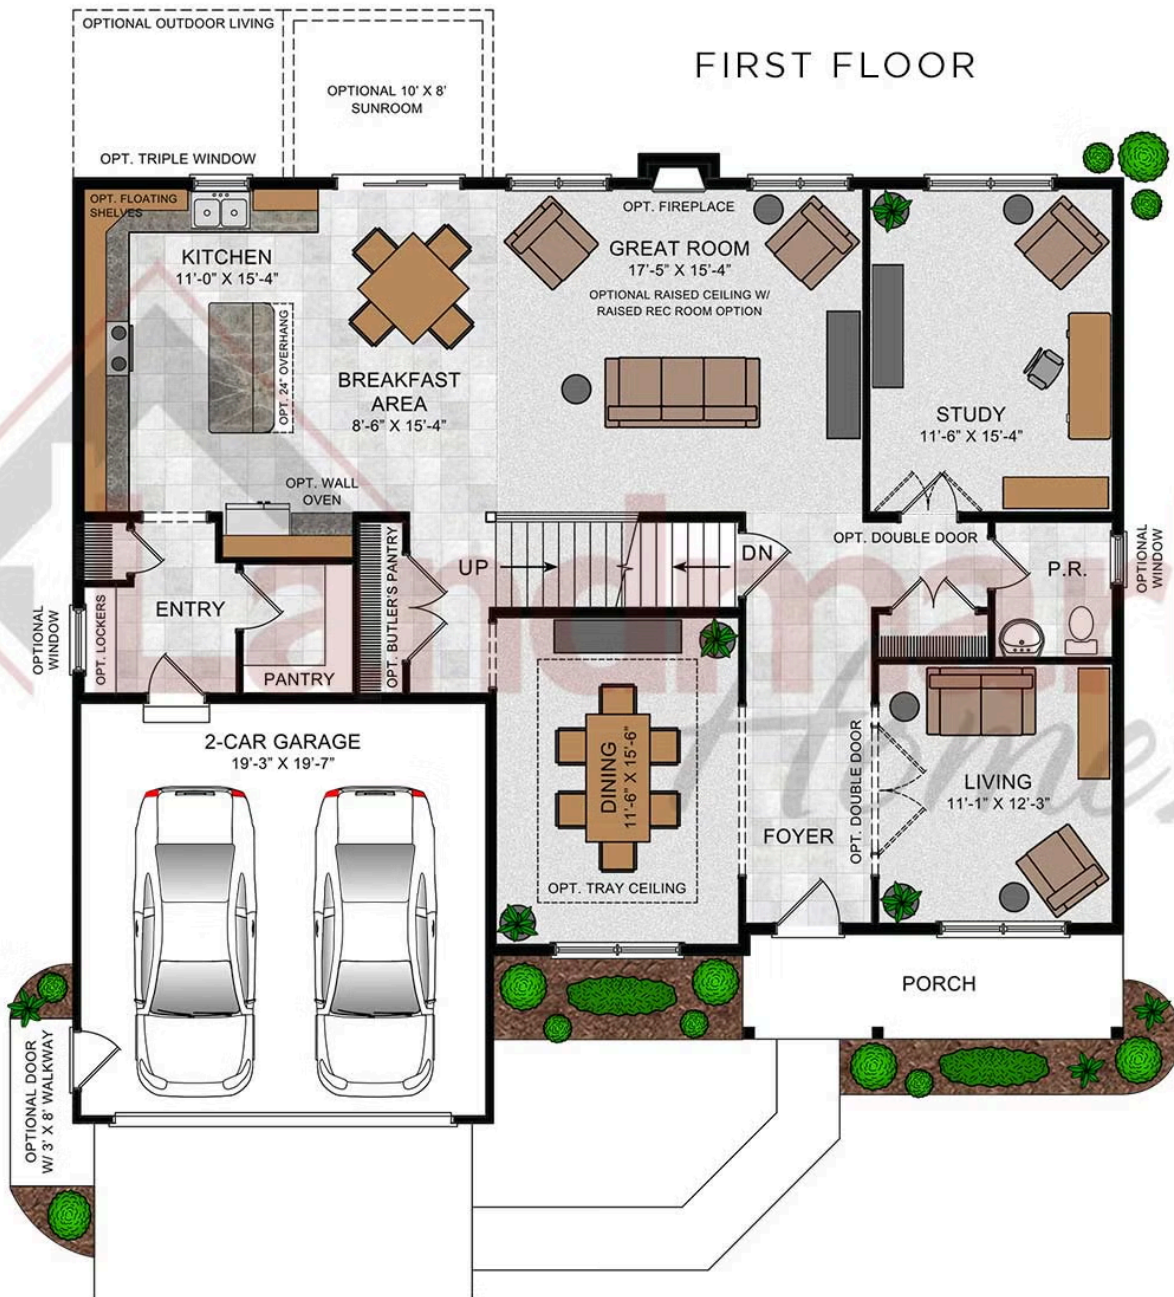 OPTIONAL OUTDOOR LIVING
OPTIONAL 10' X 8'
SUNROOM
FIRST FLOOR
OPT. TRIPLE WINDOW
OPT. FLOATING
SHELVES
KITCHEN
11'-0" X 15'-4"
OPT. 24" OVERHANG
BREAKFAST
AREA
8'-6" X 15'-4"
OPT. FIREPLACE
GREAT ROOM
17'-5" X 15'-4"
OPTIONAL RAISED CEILING W/
RAISED REC ROOM OPTION
STUDY
11'-6" X 15'-4"
OPT. WALL
OVEN
OPT. DOUBLE DOOR
UP
DN
P.R.
OPTIONAL
WINDOW
OPTIONAL
WINDOW
OPT. LOCKERS
ENTRY
PANTRY
OPT. BUTLER'S PANTRY
Landmark
Homes
2-CAR GARAGE
19'-3" X 19'-7"
DINING
11'-6" X 15'-6"
OPT. TRAY CEILING
FOYER
OPT. DOUBLE DOOR
LIVING
11'-1" X 12'-3"
PORCH
OPTIONAL DOOR
W/ 3' X 8' WALKWAY